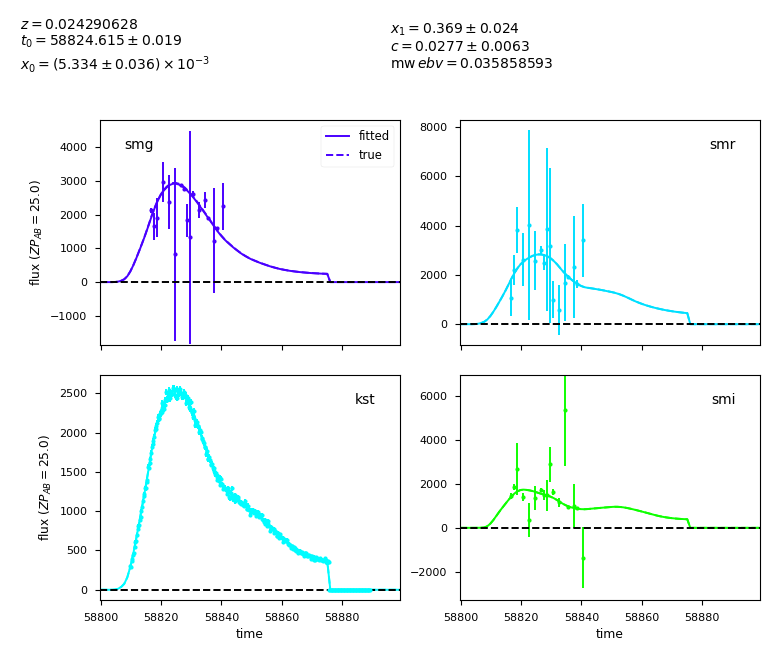 z = 0.024290628
t₀ = 58824.615 ± 0.019
x₀ = (5.334 ± 0.036) × 10⁻³
x₁ = 0.369 ± 0.024
c = 0.0277 ± 0.0063
mw ebv = 0.035858593
smg
fitted
true
4000
3000
2000
1000
0
−1000
flux (ZP_AB = 25.0)
smr
8000
6000
4000
2000
0
kst
2500
2000
1500
1000
500
0
flux (ZP_AB = 25.0)
58800 58820 58840 58860 58880
time
smi
6000
4000
2000
0
−2000
58800 58820 58840 58860 58880
time